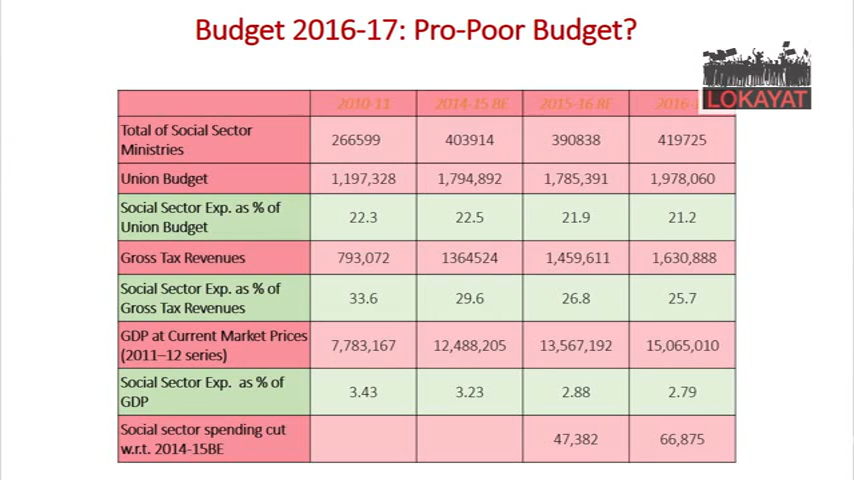 Budget 2016-17: Pro-Poor Budget?
LOKAYAT
2010-11 2014-15 BE 2015-16 RE
Total of Social Sector
Ministries 266599 403914 390838 419725
Union Budget 1,197,328 1,794,892 1,785,391 1,978,060
Social Sector Exp. as % of
Union Budget 22.3 22.5 21.9 21.2
Gross Tax Revenues 793,072 1364524 1,459,611 1,630,888
Social Sector Exp. as % of
Gross Tax Revenues 33.6 29.6 26.8 25.7
GDP at Current Market Prices
(2011–12 series) 7,783,167 12,488,205 13,567,192 15,065,010
Social Sector Exp. as % of
GDP 3.43 3.23 2.88 2.79
Social sector spending cut
w.r.t. 2014-15BE 47,382 66,875